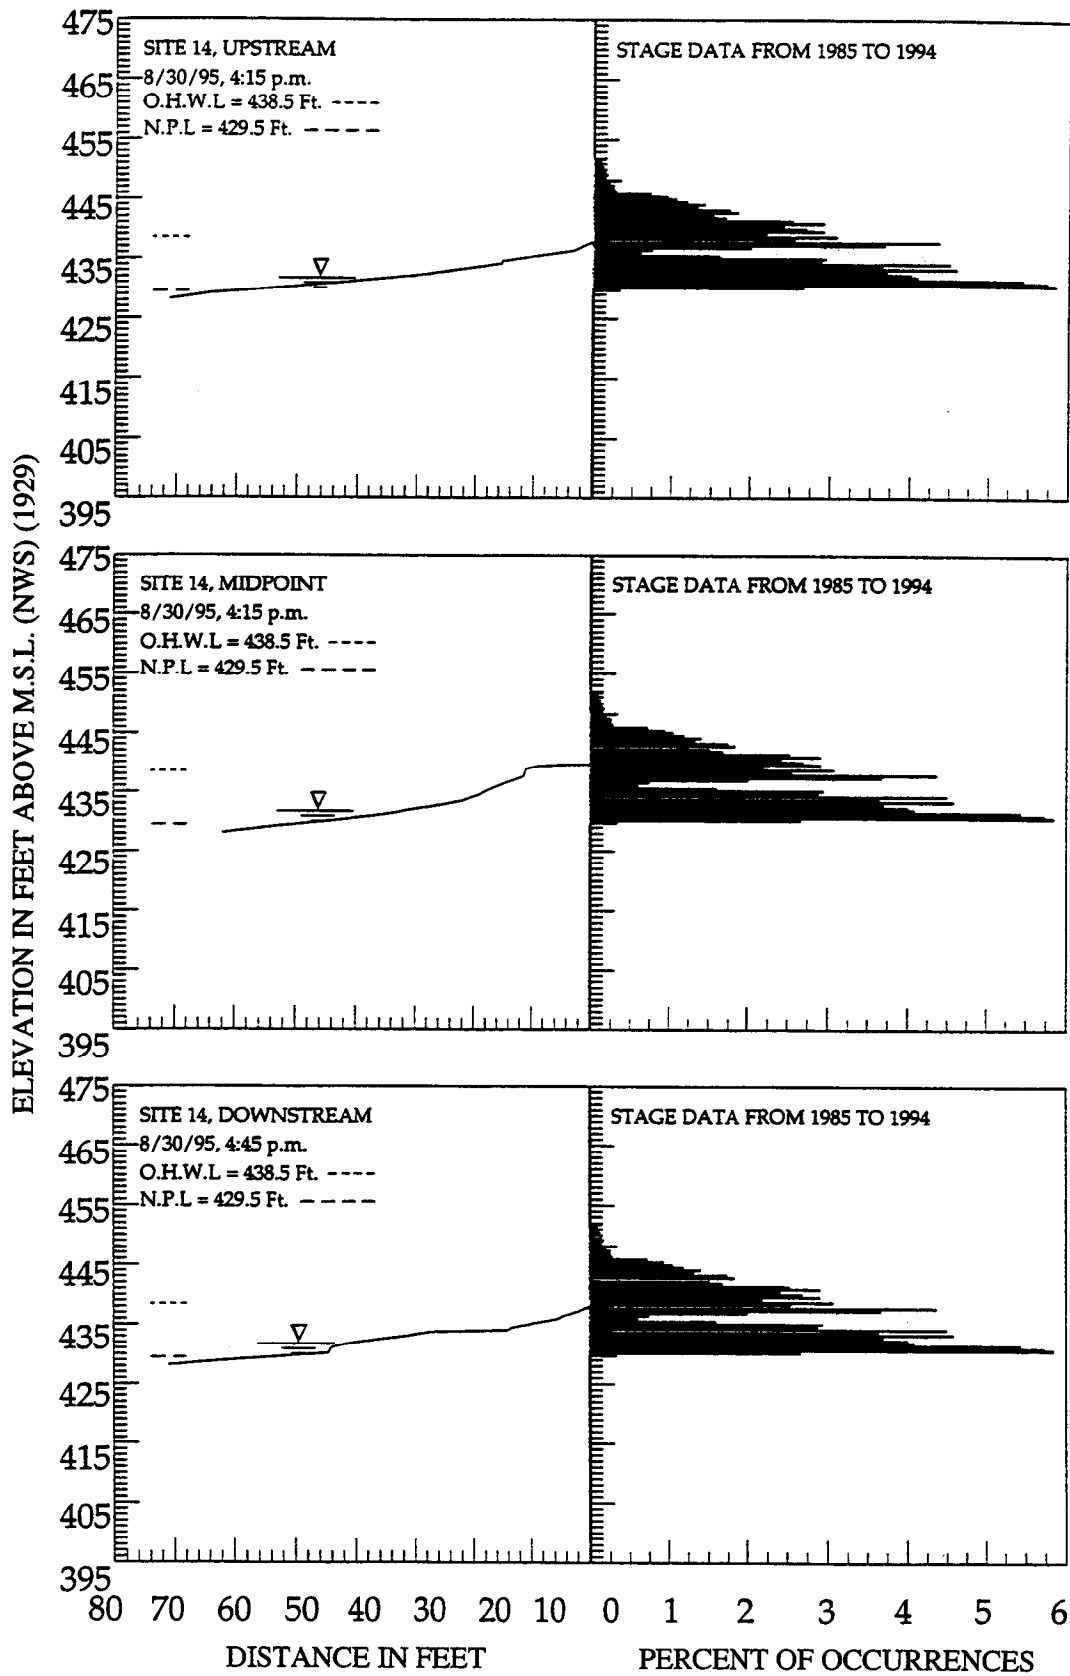 ELEVATION IN FEET ABOVE M.S.L. (NWS) (1929)
475
465
455
445
435
425
415
405
395
SITE 14, UPSTREAM
8/30/95, 4:15 p.m.
O.H.W.L = 438.5 Ft. ----
N.P.L = 429.5 Ft. — — — —
STAGE DATA FROM 1985 TO 1994
475
465
455
445
435
425
415
405
395
SITE 14, MIDPOINT
8/30/95, 4:15 p.m.
O.H.W.L = 438.5 Ft. ----
N.P.L = 429.5 Ft. — — — —
STAGE DATA FROM 1985 TO 1994
475
465
455
445
435
425
415
405
395
SITE 14, DOWNSTREAM
8/30/95, 4:45 p.m.
O.H.W.L = 438.5 Ft. ----
N.P.L = 429.5 Ft. — — — —
STAGE DATA FROM 1985 TO 1994
80 70 60 50 40 30 20 10 0 1 2 3 4 5 6
DISTANCE IN FEET
PERCENT OF OCCURRENCES